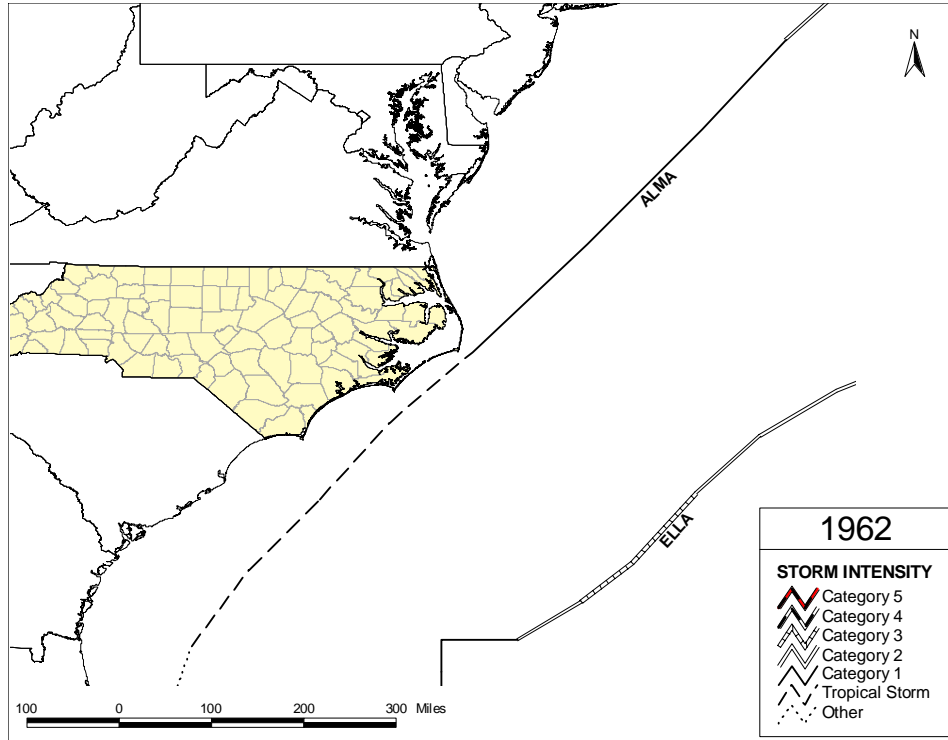 N
ALMA
ELLA
1962
STORM INTENSITY
Category 5
Category 4
Category 3
Category 2
Category 1
Tropical Storm
Other
100 0 100 200 300 Miles